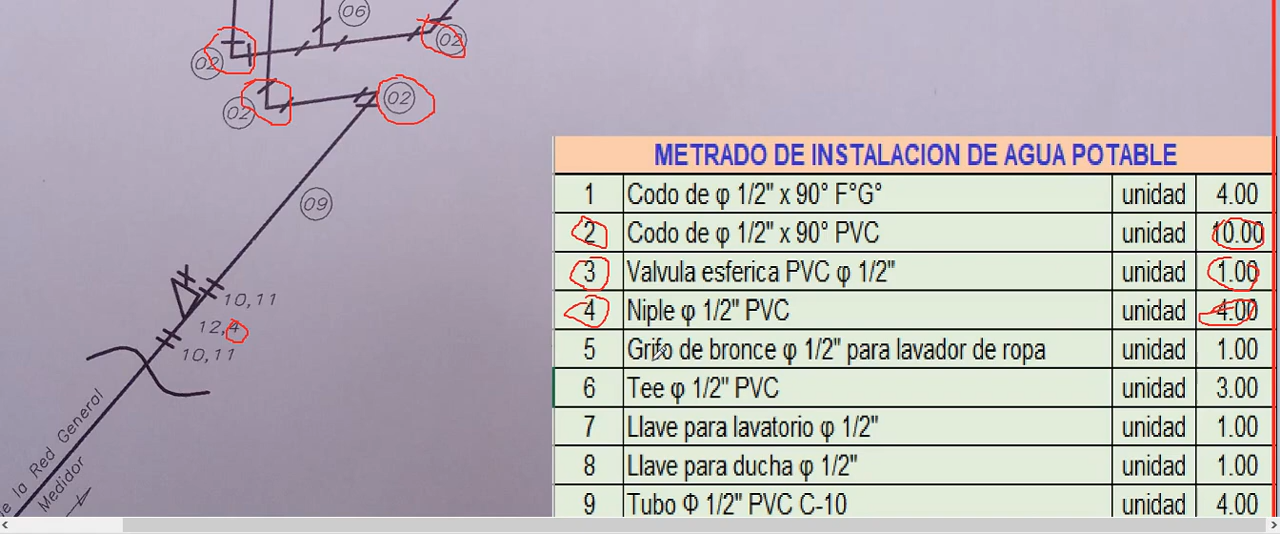 06
02
02
02
02
09
10,11
12,4
10,11
e la Red General
Medidor
METRADO DE INSTALACION DE AGUA POTABLE
1 Codo de φ 1/2" x 90° F°G° unidad 4.00
2 Codo de φ 1/2" x 90° PVC unidad 10.00
3 Valvula esferica PVC φ 1/2" unidad 1.00
4 Niple φ 1/2" PVC unidad 4.00
5 Grifo de bronce φ 1/2" para lavador de ropa unidad 1.00
6 Tee φ 1/2" PVC unidad 3.00
7 Llave para lavatorio φ 1/2" unidad 1.00
8 Llave para ducha φ 1/2" unidad 1.00
9 Tubo Φ 1/2" PVC C-10 unidad 4.00